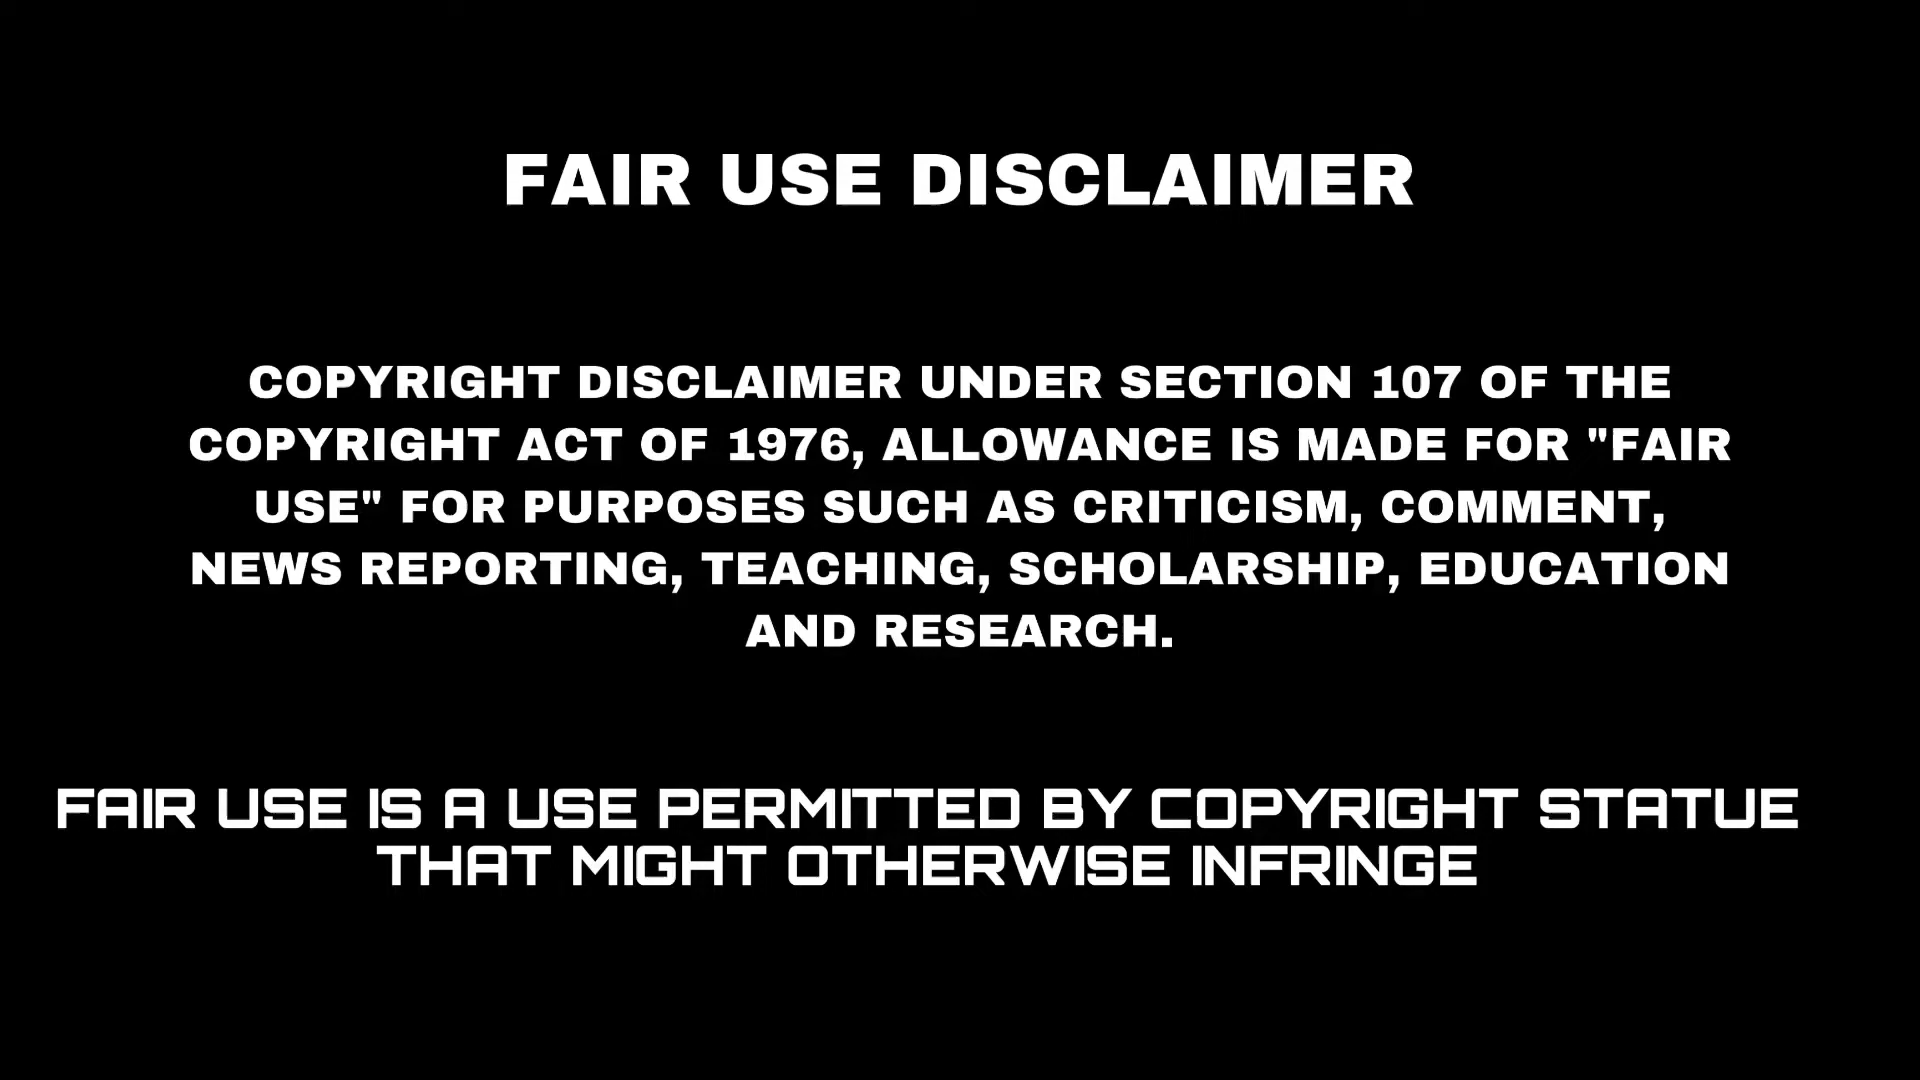 FAIR USE DISCLAIMER
COPYRIGHT DISCLAIMER UNDER SECTION 107 OF THE
COPYRIGHT ACT OF 1976, ALLOWANCE IS MADE FOR "FAIR
USE" FOR PURPOSES SUCH AS CRITICISM, COMMENT,
NEWS REPORTING, TEACHING, SCHOLARSHIP, EDUCATION
AND RESEARCH.
FAIR USE IS A USE PERMITTED BY COPYRIGHT STATUE
THAT MIGHT OTHERWISE INFRINGE